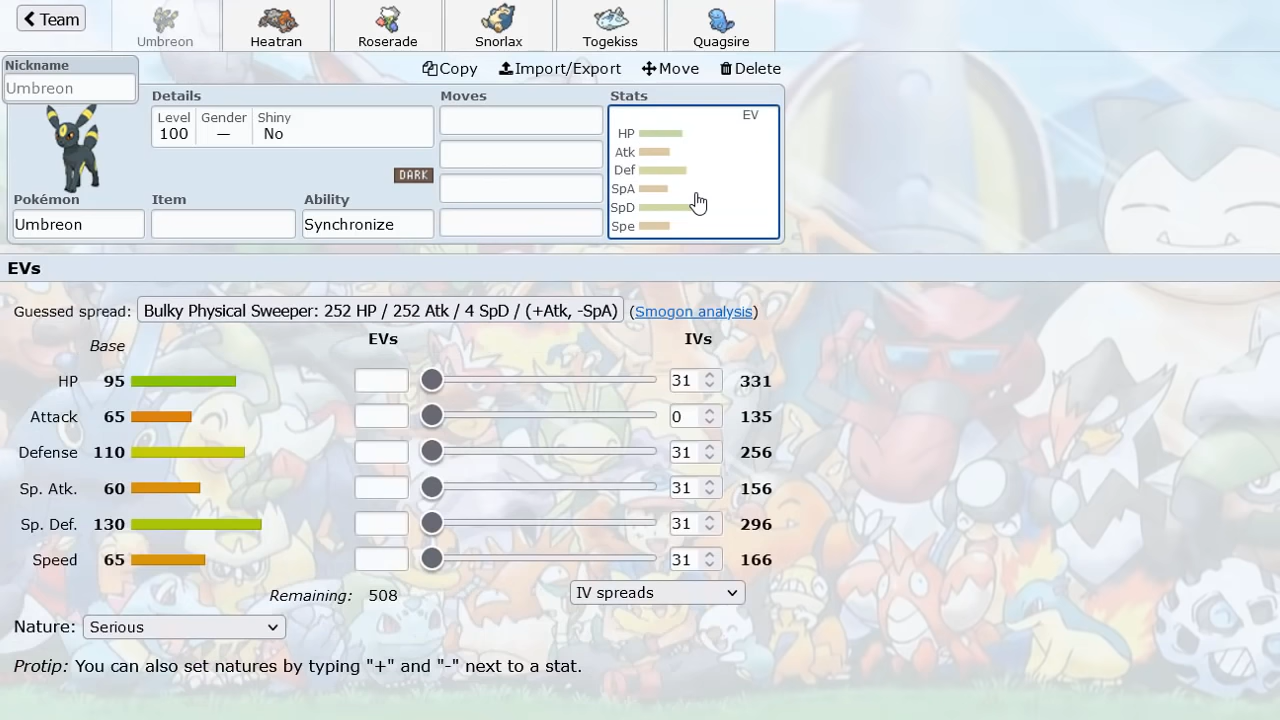 Team
Umbreon
Heatran
Roserade
Snorlax
Togekiss
Quagsire
Nickname
Umbreon
Copy
Import/Export
Move
Delete
Details
Level
100
Gender
—
Shiny
No
DARK
Pokémon
Umbreon
Item
Ability
Synchronize
Moves
Stats
EV
HP
Atk
Def
SpA
SpD
Spe
EVs
Guessed spread: Bulky Physical Sweeper: 252 HP / 252 Atk / 4 SpD / (+Atk, -SpA) (Smogon analysis)
Base EVs IVs
HP 95 31 331
Attack 65 0 135
Defense 110 31 256
Sp. Atk. 60 31 156
Sp. Def. 130 31 296
Speed 65 31 166
Remaining: 508 IV spreads
Nature: Serious
Protip: You can also set natures by typing "+" and "-" next to a stat.